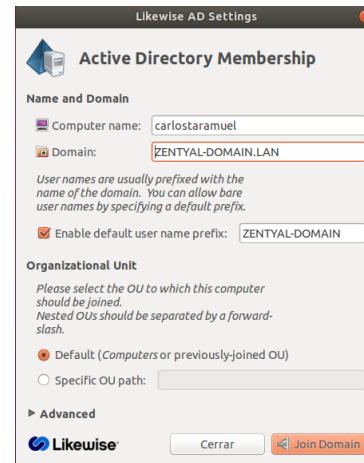 Likewise AD Settings
Active Directory Membership
Name and Domain
Computer name: carlostaramuel
Domain: ZENTYAL-DOMAIN.LAN
User names are usually prefixed with the
name of the domain. You can allow bare
user names by specifying a default prefix.
Enable default user name prefix: ZENTYAL-DOMAIN
Organizational Unit
Please select the OU to which this computer
should be joined.
Nested OUs should be separated by a forward-
slash.
Default (Computers or previously-joined OU)
Specific OU path:
Advanced
Likewise
Cerrar
Join Domain